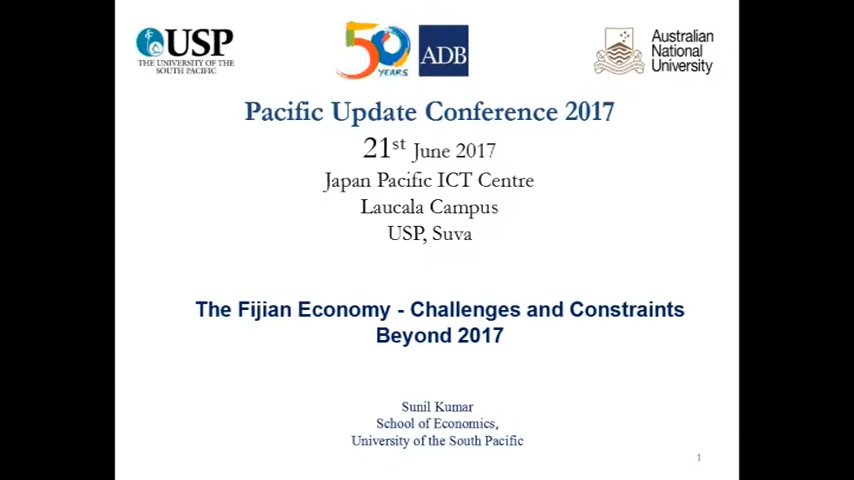 USP
THE UNIVERSITY OF THE
SOUTH PACIFIC
50
YEARS
ADB
Australian
National
University
Pacific Update Conference 2017
21st June 2017
Japan Pacific ICT Centre
Laucala Campus
USP, Suva
The Fijian Economy - Challenges and Constraints
Beyond 2017
Sunil Kumar
School of Economics,
University of the South Pacific
1